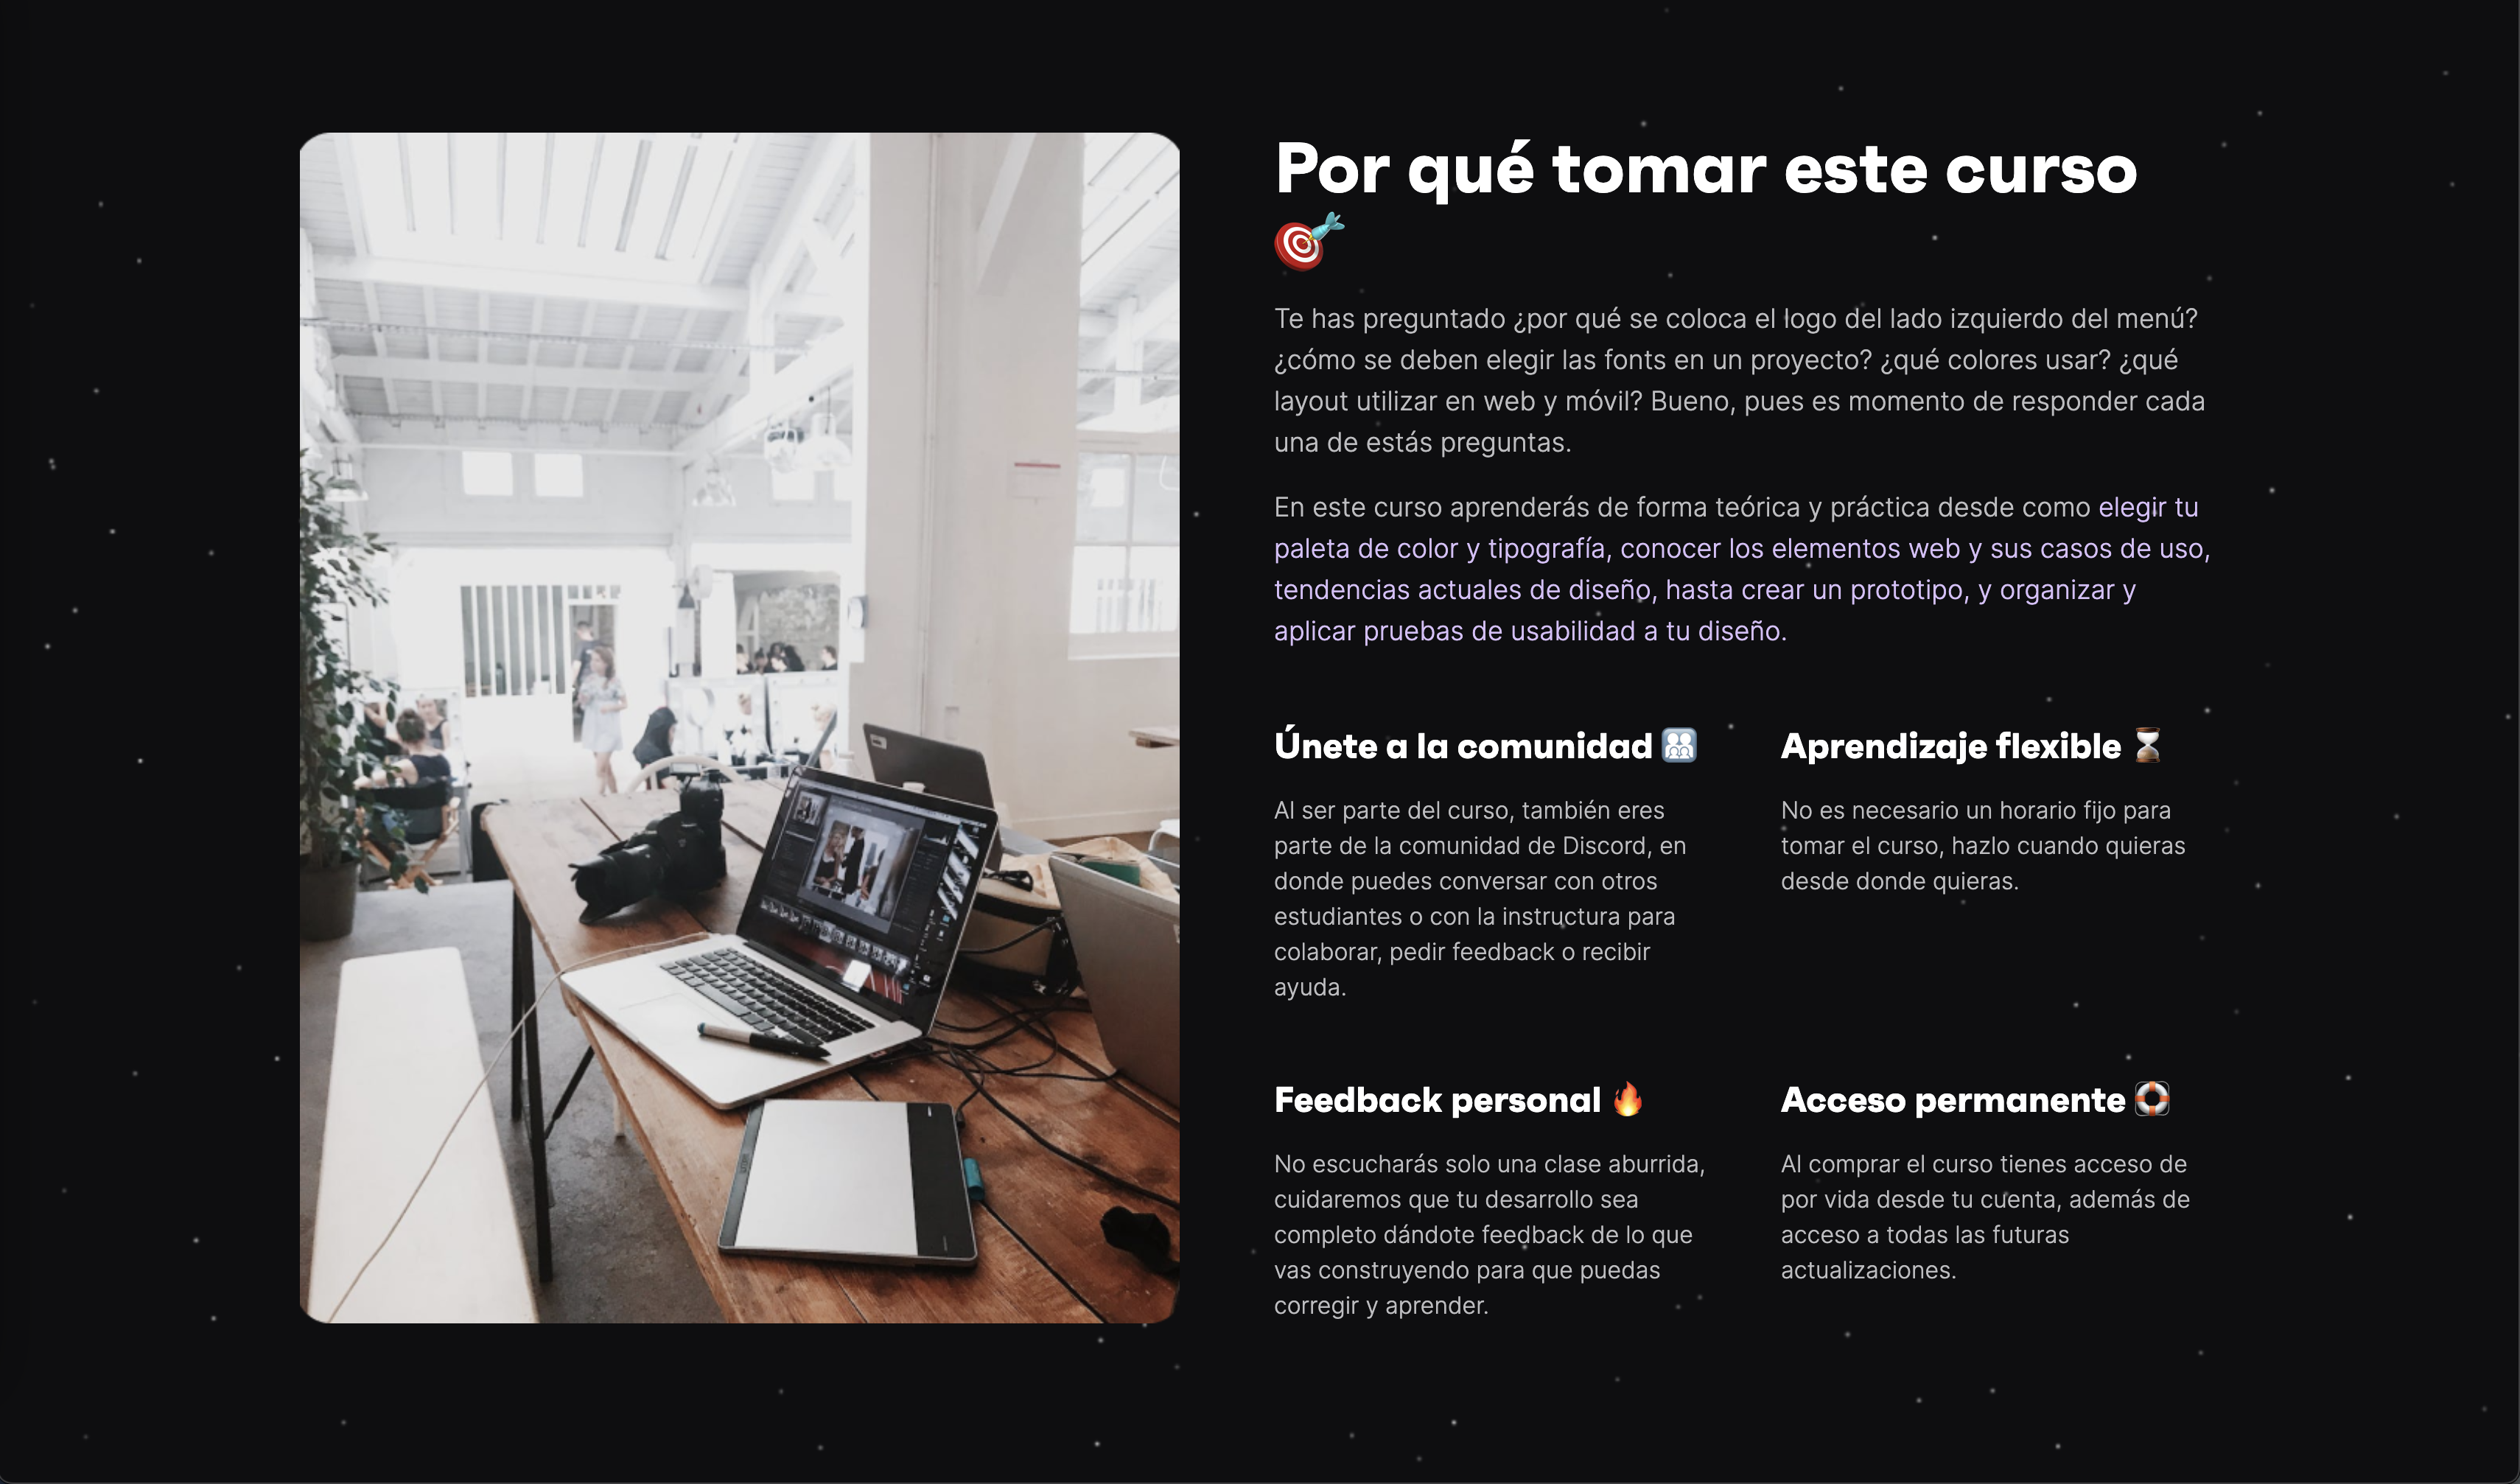 Por qué tomar este curso
🎯
Te has preguntado ¿por qué se coloca el logo del lado izquierdo del menú?
¿cómo se deben elegir las fonts en un proyecto? ¿qué colores usar? ¿qué
layout utilizar en web y móvil? Bueno, pues es momento de responder cada
una de estás preguntas.
En este curso aprenderás de forma teórica y práctica desde como elegir tu
paleta de color y tipografía, conocer los elementos web y sus casos de uso,
tendencias actuales de diseño, hasta crear un prototipo, y organizar y
aplicar pruebas de usabilidad a tu diseño.
Únete a la comunidad
Al ser parte del curso, también eres
parte de la comunidad de Discord, en
donde puedes conversar con otros
estudiantes o con la instructura para
colaborar, pedir feedback o recibir
ayuda.
Aprendizaje flexible ⏳
No es necesario un horario fijo para
tomar el curso, hazlo cuando quieras
desde donde quieras.
Feedback personal 🔥
No escucharás solo una clase aburrida,
cuidaremos que tu desarrollo sea
completo dándote feedback de lo que
vas construyendo para que puedas
corregir y aprender.
Acceso permanente 🛟
Al comprar el curso tienes acceso de
por vida desde tu cuenta, además de
acceso a todas las futuras
actualizaciones.